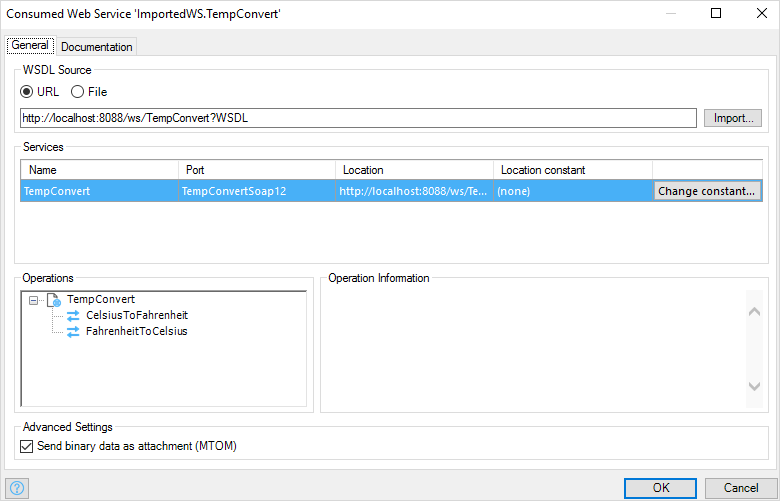 Consumed Web Service 'ImportedWS.TempConvert'
General Documentation
WSDL Source
URL File
http://localhost:8088/ws/TempConvert?WSDL Import...
Services
Name Port Location Location constant
TempConvert TempConvertSoap12 http://localhost:8088/ws/Te... (none) Change constant...
Operations Operation Information
TempConvert
CelsiusToFahrenheit
FahrenheitToCelsius
Advanced Settings
Send binary data as attachment (MTOM)
? OK Cancel